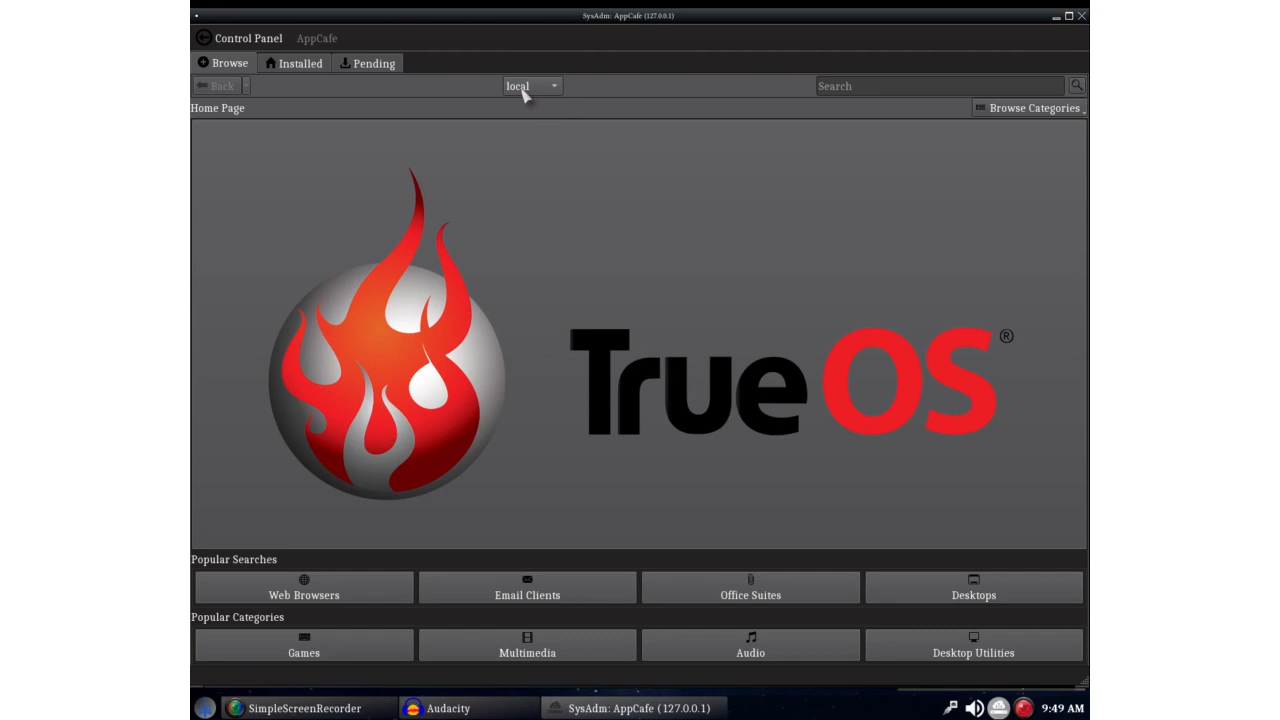 SysAdm: AppCafe (127.0.0.1)
Control Panel AppCafe
Browse Installed Pending
Back local Search
Home Page Browse Categories
True OS ®
Popular Searches
Web Browsers Email Clients Office Suites Desktops
Popular Categories
Games Multimedia Audio Desktop Utilities
SimpleScreenRecorder Audacity SysAdm: AppCafe (127.0.0.1) 9:49 AM